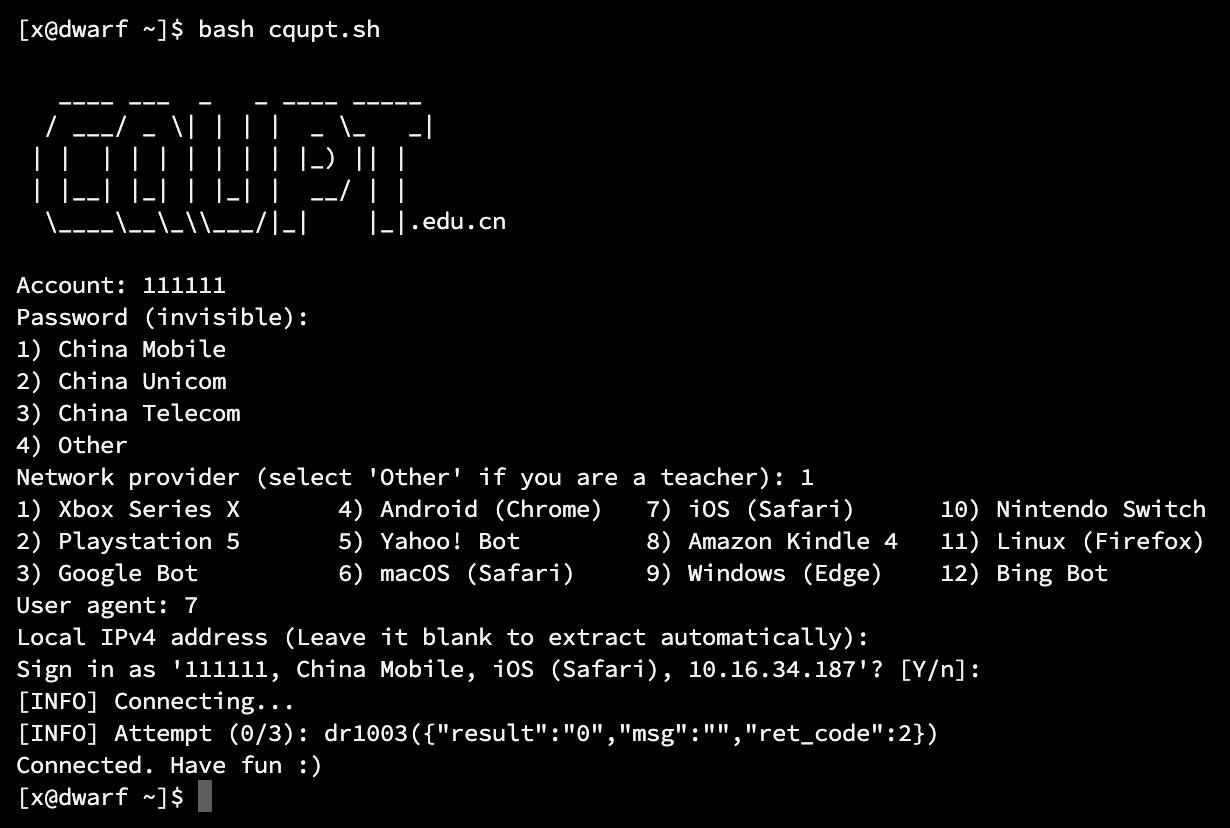 [x@dwarf ~]$ bash cqupt.sh
   ____ ___  _   _ ____ _____
  / ___/ _ \| | | |  _ \_   _|
 | |  | | | | | | | |_) || |
 | |__| |_| | |_| |  __/ | |
  \____\__\_\\___/|_|    |_|.edu.cn
Account: 111111
Password (invisible):
1) China Mobile
2) China Unicom
3) China Telecom
4) Other
Network provider (select 'Other' if you are a teacher): 1
1) Xbox Series X       4) Android (Chrome)   7) iOS (Safari)      10) Nintendo Switch
2) Playstation 5       5) Yahoo! Bot         8) Amazon Kindle 4   11) Linux (Firefox)
3) Google Bot          6) macOS (Safari)     9) Windows (Edge)    12) Bing Bot
User agent: 7
Local IPv4 address (Leave it blank to extract automatically):
Sign in as '111111, China Mobile, iOS (Safari), 10.16.34.187'? [Y/n]:
[INFO] Connecting...
[INFO] Attempt (0/3): dr1003({"result":"0","msg":"","ret_code":2})
Connected. Have fun :)
[x@dwarf ~]$